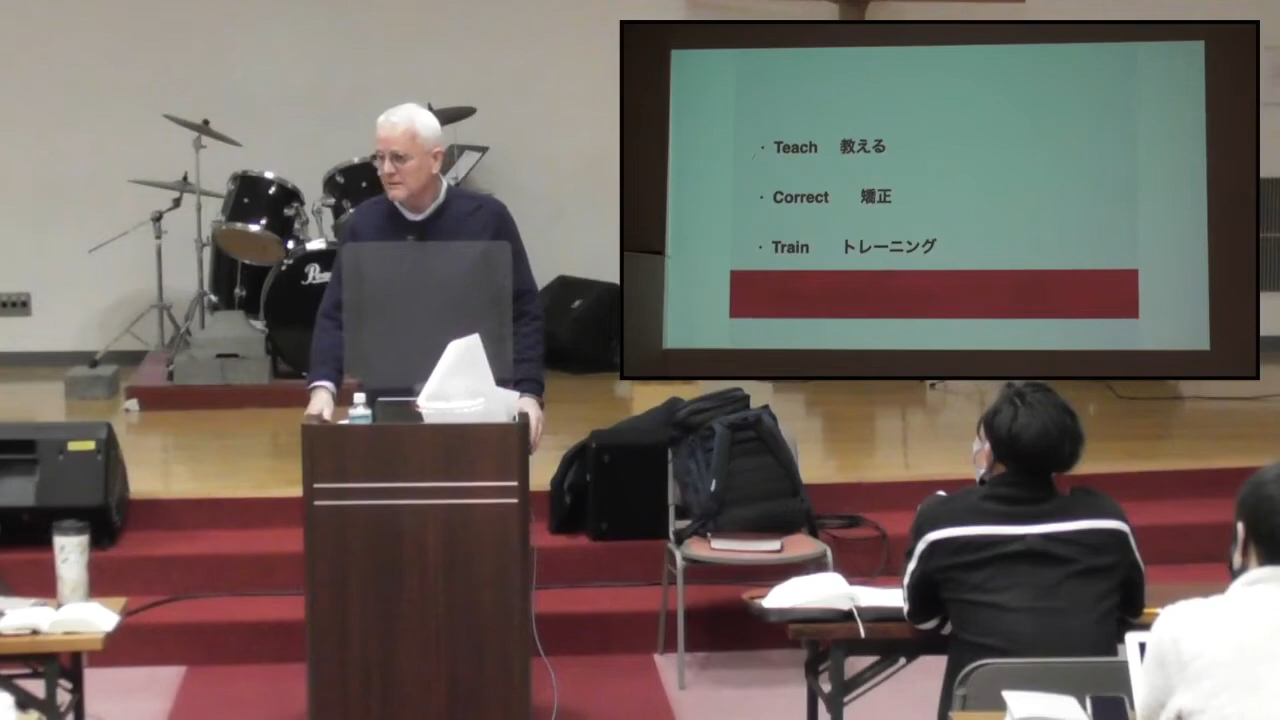 · Teach 教える
· Correct 矯正
· Train トレーニング